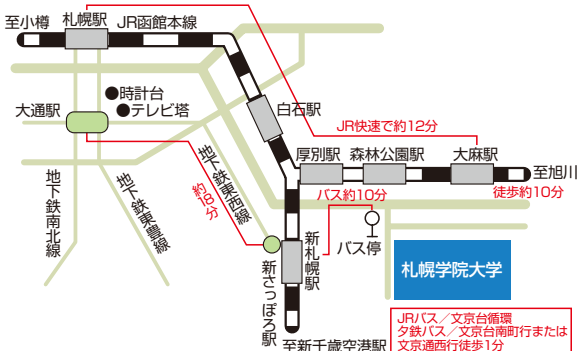 至小樽
札幌駅
JR函館本線
大通駅
●時計台
●テレビ塔
白石駅
JR快速で約12分
厚別駅
森林公園駅
大麻駅
至旭川
徒歩約10分
バス約10分
地下鉄南北線
地下鉄東豊線
地下鉄東西線
約18分
新さっぽろ駅
新札幌駅
バス停
札幌学院大学
至新千歳空港駅
JRバス／文京台循環
夕鉄バス／文京台南町行または
文京通西行徒歩1分